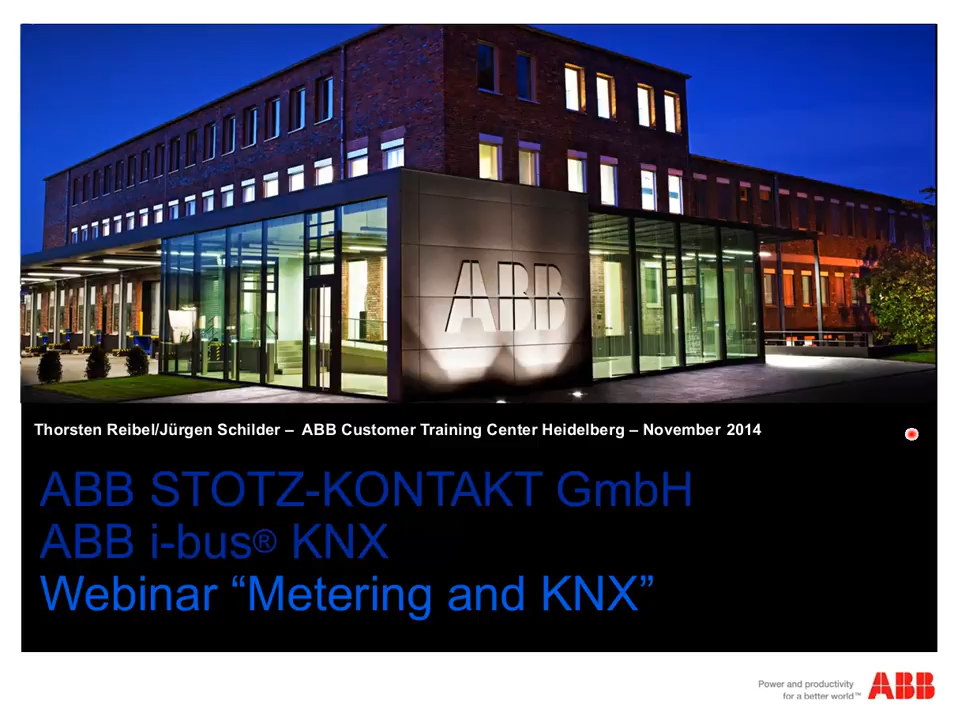 ABB
Thorsten Reibel/Jürgen Schilder – ABB Customer Training Center Heidelberg – November 2014
ABB STOTZ-KONTAKT GmbH
ABB i-bus® KNX
Webinar “Metering and KNX”
Power and productivity
for a better world™
ABB